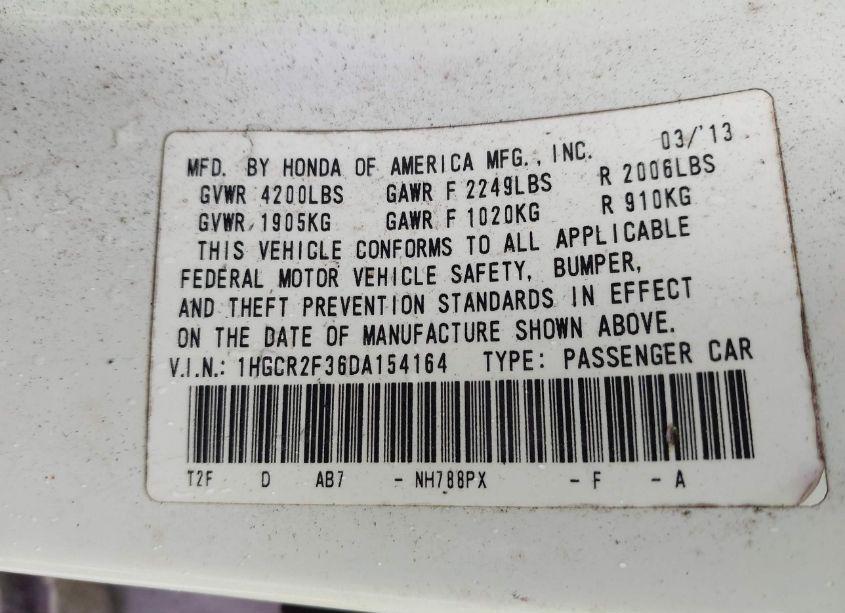 MFD. BY HONDA OF AMERICA MFG., INC. 03/'13
GVWR 4200LBS GAWR F 2249LBS R 2006LBS
GVWR 1905KG GAWR F 1020KG R 910KG
THIS VEHICLE CONFORMS TO ALL APPLICABLE
FEDERAL MOTOR VEHICLE SAFETY, BUMPER,
AND THEFT PREVENTION STANDARDS IN EFFECT
ON THE DATE OF MANUFACTURE SHOWN ABOVE.
V.I.N.: 1HGCR2F36DA154164 TYPE: PASSENGER CAR
T2F D AB7 - NH788PX - F - A